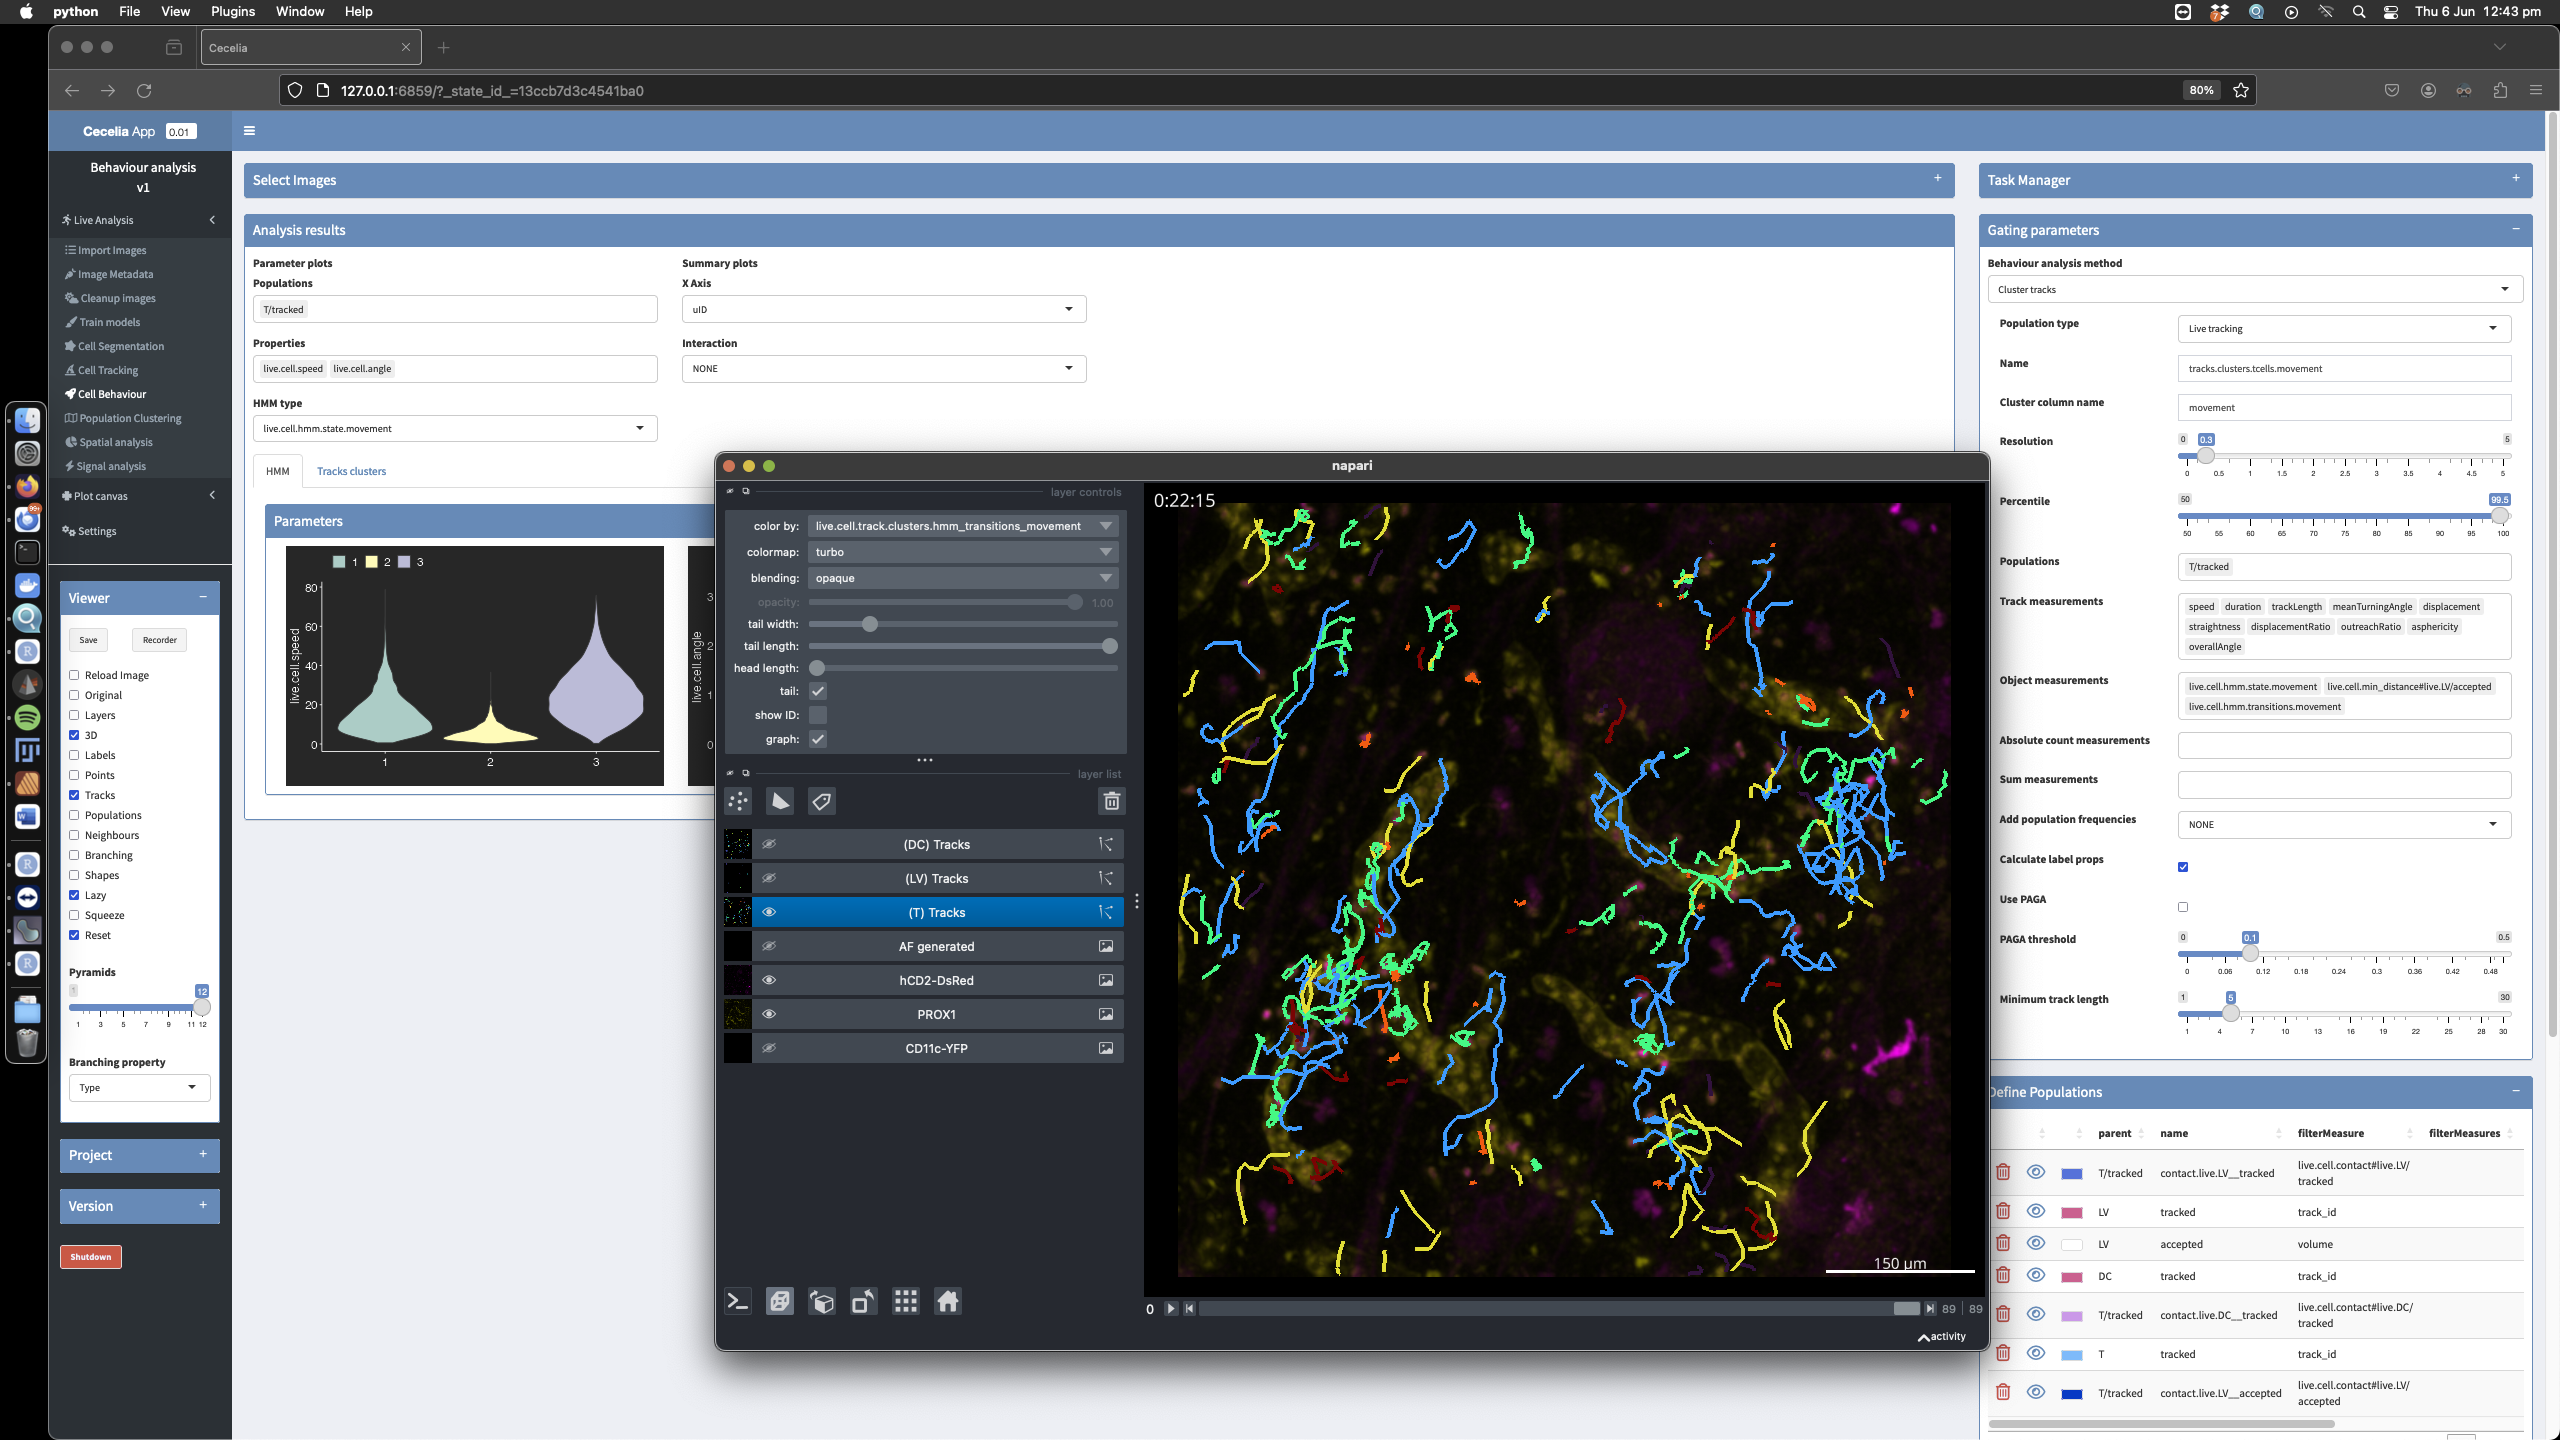 python File View Plugins Window Help
Thu 6 Jun 12:43 pm
Cecelia
127.0.0.1:6859/?_state_id_=13ccb7d3c4541ba0
80%
Cecelia App 0.01
Behaviour analysis
v1
Live Analysis
Import Images
Image Metadata
Cleanup images
Train models
Cell Segmentation
Cell Tracking
Cell Behaviour
Population Clustering
Spatial analysis
Signal analysis
Plot canvas
Settings
Viewer
Save Recorder
Reload Image
Original
Layers
3D
Labels
Points
Tracks
Populations
Neighbours
Branching
Shapes
Lazy
Squeeze
Reset
Pyramids
1 12
1 3 5 7 9 11 12
Branching property
Type
Project
Version
Shutdown
Select Images
Analysis results
Parameter plots
Populations
T/tracked
Properties
live.cell.speed live.cell.angle
HMM type
live.cell.hmm.state.movement
Summary plots
X Axis
uID
Interaction
NONE
HMM Tracks clusters
Parameters
1 2 3
80
60
40
20
0
live.cell.speed
1 2 3
3
2
1
0
live.cell.angle
napari
layer controls
color by: live.cell.track.clusters.hmm_transitions_movement
colormap: turbo
blending: opaque
opacity: 1.00
tail width:
tail length:
head length:
tail:
show ID:
graph:
layer list
(DC) Tracks
(LV) Tracks
(T) Tracks
AF generated
hCD2-DsRed
PROX1
CD11c-YFP
0:22:15
150 µm
0 89 89
activity
Task Manager
Gating parameters
Behaviour analysis method
Cluster tracks
Population type Live tracking
Name tracks.clusters.tcells.movement
Cluster column name movement
Resolution 0 0.3 5
0 0.5 1 1.5 2 2.5 3 3.5 4 4.5 5
Percentile 50 99.5
50 55 60 65 70 75 80 85 90 95 100
Populations T/tracked
Track measurements speed duration trackLength meanTurningAngle displacement
straightness displacementRatio outreachRatio asphericity
overallAngle
Object measurements live.cell.hmm.state.movement live.cell.min_distance#live.LV/accepted
live.cell.hmm.transitions.movement
Absolute count measurements
Sum measurements
Add population frequencies NONE
Calculate label props
Use PAGA
PAGA threshold 0 0.1 0.5
0 0.06 0.12 0.18 0.24 0.3 0.36 0.42 0.48
Minimum track length 1 5 30
1 4 7 10 13 16 19 22 25 28 30
Define Populations
parent name filterMeasure filterMeasures
T/tracked contact.live.LV__tracked live.cell.contact#live.LV/
tracked
LV tracked track_id
LV accepted volume
DC tracked track_id
T/tracked contact.live.DC__tracked live.cell.contact#live.DC/
tracked
T tracked track_id
T/tracked contact.live.LV__accepted live.cell.contact#live.LV/
accepted